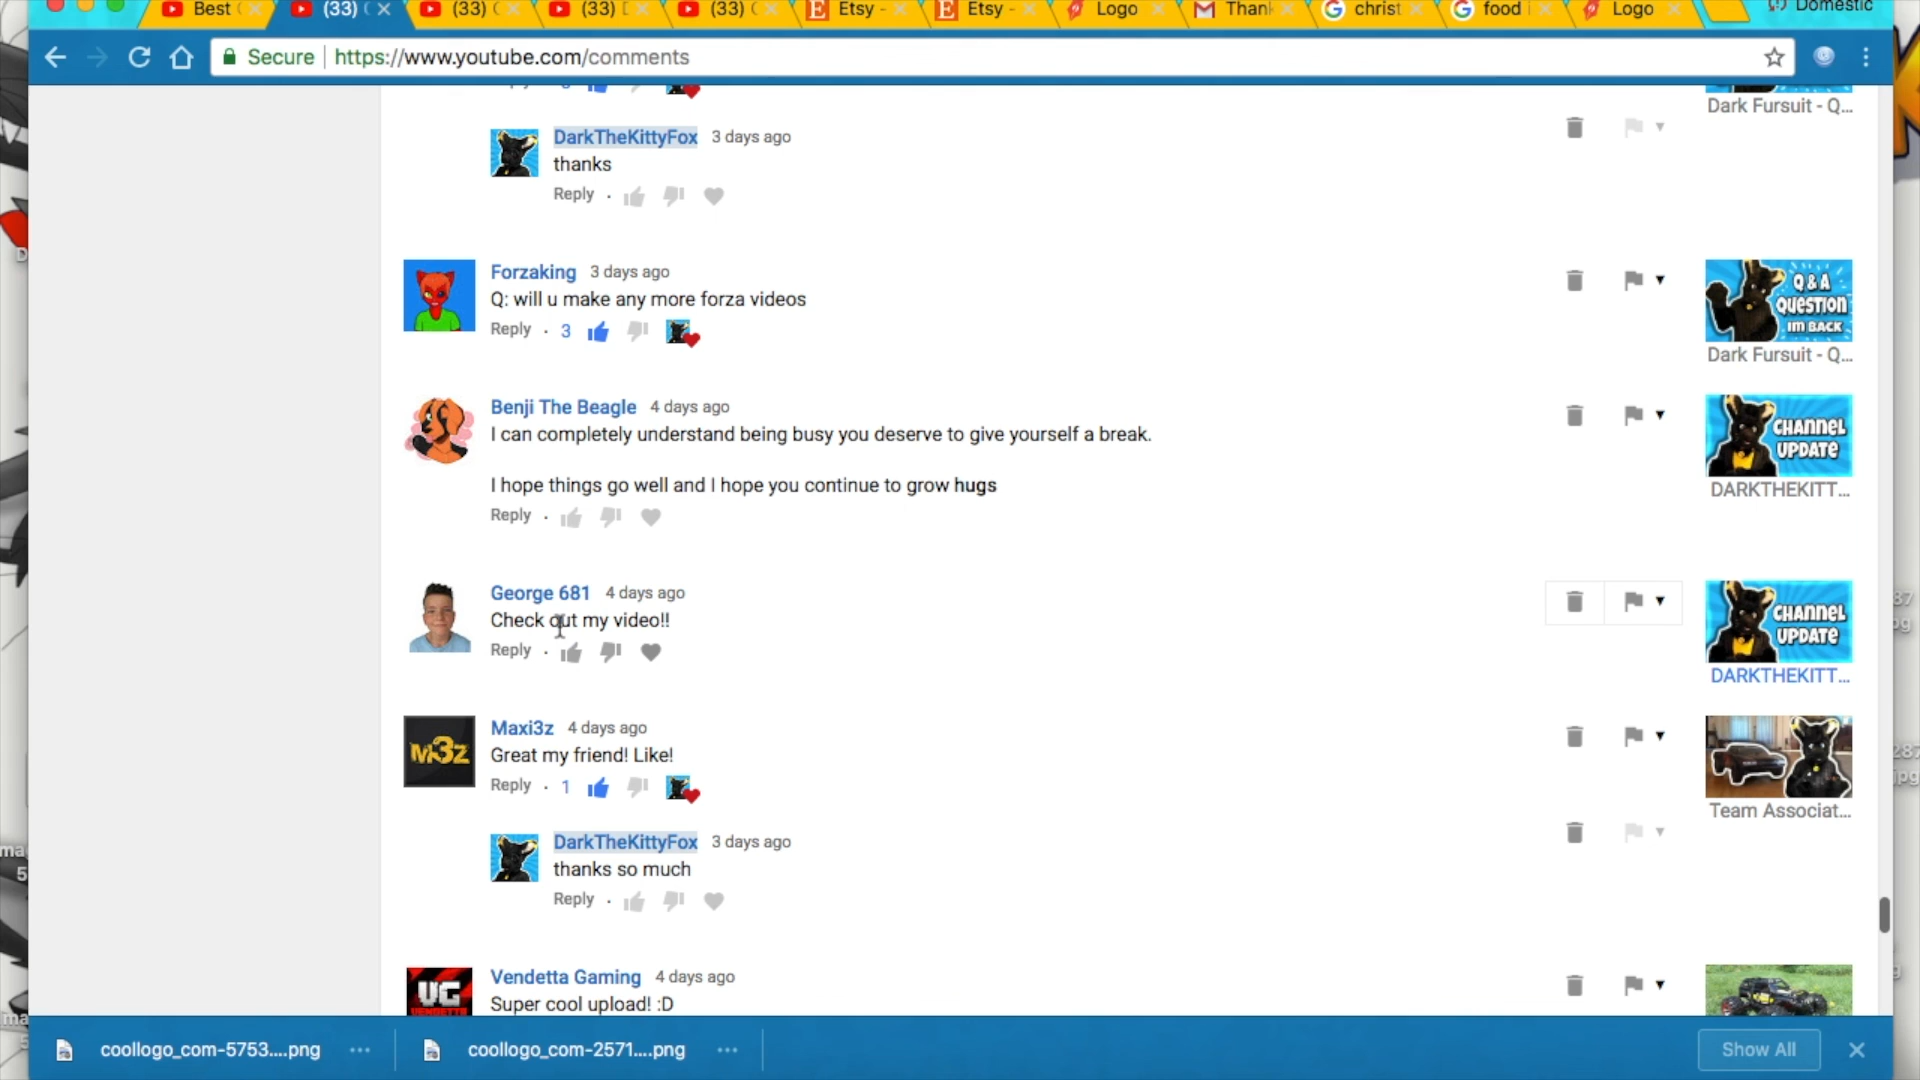 Best
(33)
(33)
(33)
(33)
Etsy -
Etsy -
Logo
Than
christ
food
Logo
Domestic
Secure
https://www.youtube.com/comments
Dark Fursuit - Q...
DarkTheKittyFox 3 days ago
thanks
Reply
Forzaking 3 days ago
Q: will u make any more forza videos
Reply · 3
Q & A
QUESTION
IM BACK
Dark Fursuit - Q...
Benji The Beagle 4 days ago
I can completely understand being busy you deserve to give yourself a break.
I hope things go well and I hope you continue to grow hugs
Reply
CHANNEL
UPDATE
DARKTHEKITT...
George 681 4 days ago
Check out my video!!
Reply
CHANNEL
UPDATE
DARKTHEKITT...
M3Z
Maxi3z 4 days ago
Great my friend! Like!
Reply · 1
Team Associat...
DarkTheKittyFox 3 days ago
thanks so much
Reply
VG
VENDETTA
Vendetta Gaming 4 days ago
Super cool upload! :D
coollogo_com-5753....png
coollogo_com-2571....png
Show All